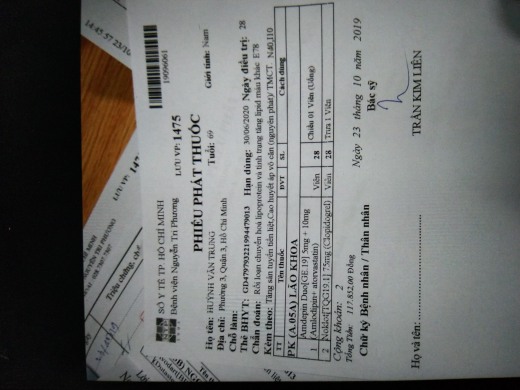 SỞ Y TẾ TP. HỒ CHÍ MINH
Bệnh viện Nguyễn Tri Phương
LƯU VP: 1475
19096061
PHIẾU PHÁT THUỐC
Họ tên: HUỲNH VĂN TRUNG Tuổi: 69 Giới tính: Nam
Địa chỉ: Phường 3, Quận 3, Hồ Chí Minh
Chỗ làm:
Thẻ BHYT: GD479793221994479013 Hạn dùng: 30/06/2020 Ngày điều trị: 28
Chẩn đoán: Rối loạn chuyển hoá lipoprotein và tình trạng tăng lipid máu khác E78
Kèm theo: Tăng sản tuyến tiền liệt,Cao huyết áp vô căn (nguyên phát)/ TMCT. N40,I10
TT Tên thuốc ĐVT SL Cách dùng
PK (A.05A) LÃO KHOA
1 Amdepin Duo[GE.19] 5mg + 10mg (Amlodipin+ atorvastatin) Viên 28 Chiều 01 Viên (Uống)
2 Noklot[TQG19.1] 75mg (Clopidogrel) Viên 28 Trưa 1 Viên
Cộng khoản: 2
Tổng Tiền: 117.852,00 Đồng
Ngày 23 tháng 10 năm 2019
Chữ ký Bệnh nhân / Thân nhân
Bác sỹ
Họ và tên:
TRẦN KIM LIÊN